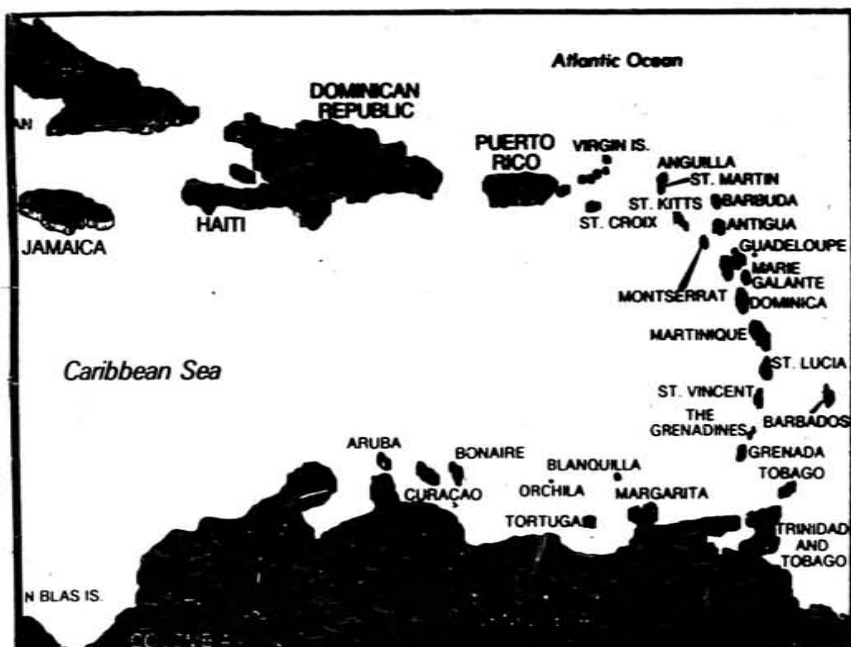 Atlantic Ocean
DOMINICAN
REPUBLIC
PUERTO
RICO
VIRGIN IS.
ANGUILLA
ST. MARTIN
ST. KITTS
BARBUDA
ST. CROIX
ANTIGUA
HAITI
JAMAICA
GUADELOUPE
MARIE
GALANTE
MONTSERRAT
DOMINICA
MARTINIQUE
Caribbean Sea
ST. LUCIA
ST. VINCENT
BARBADOS
THE
GRENADINES
GRENADA
ARUBA
BONAIRE
BLANQUILLA
TOBAGO
CURAÇAO
ORCHILA
MARGARITA
TORTUGA
TRINIDAD
AND
TOBAGO
N BLAS IS.